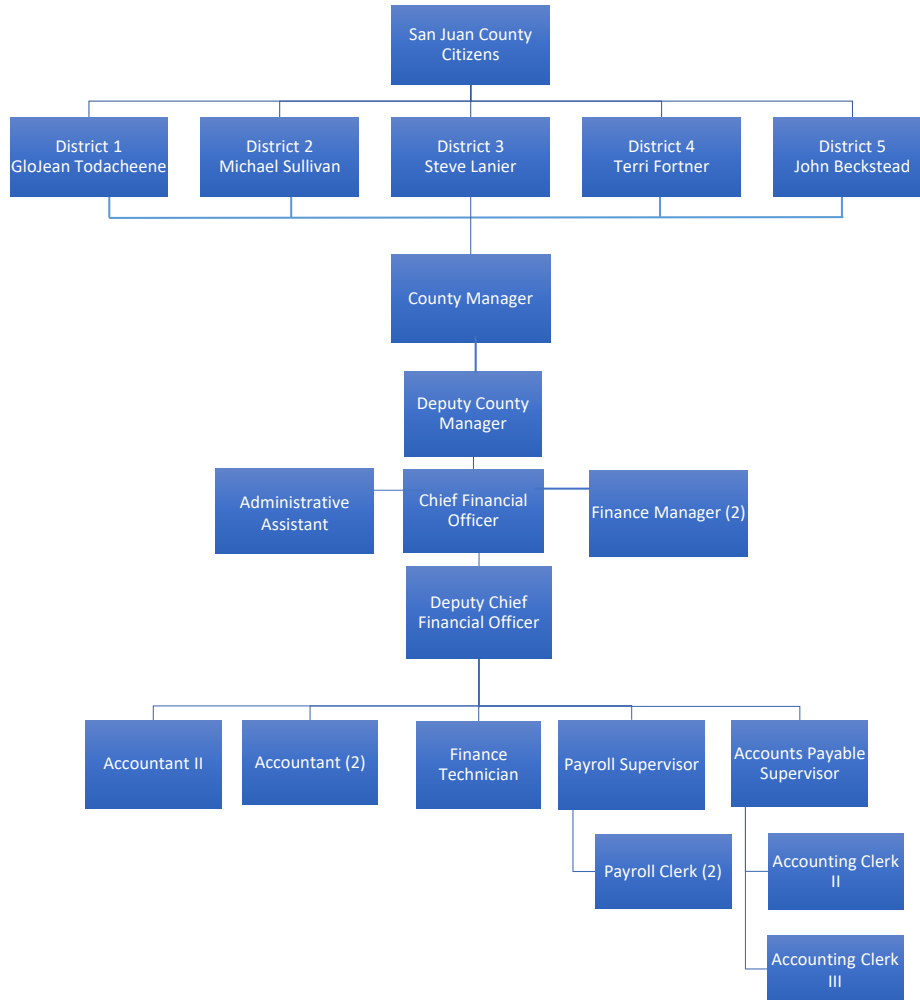 San Juan County
Citizens
District 1
GloJean Todacheene
District 2
Michael Sullivan
District 3
Steve Lanier
District 4
Terri Fortner
District 5
John Beckstead
County Manager
Deputy County
Manager
Administrative
Assistant
Chief Financial
Officer
Finance Manager (2)
Deputy Chief
Financial Officer
Accountant II
Accountant (2)
Finance
Technician
Payroll Supervisor
Accounts Payable
Supervisor
Payroll Clerk (2)
Accounting Clerk
II
Accounting Clerk
III